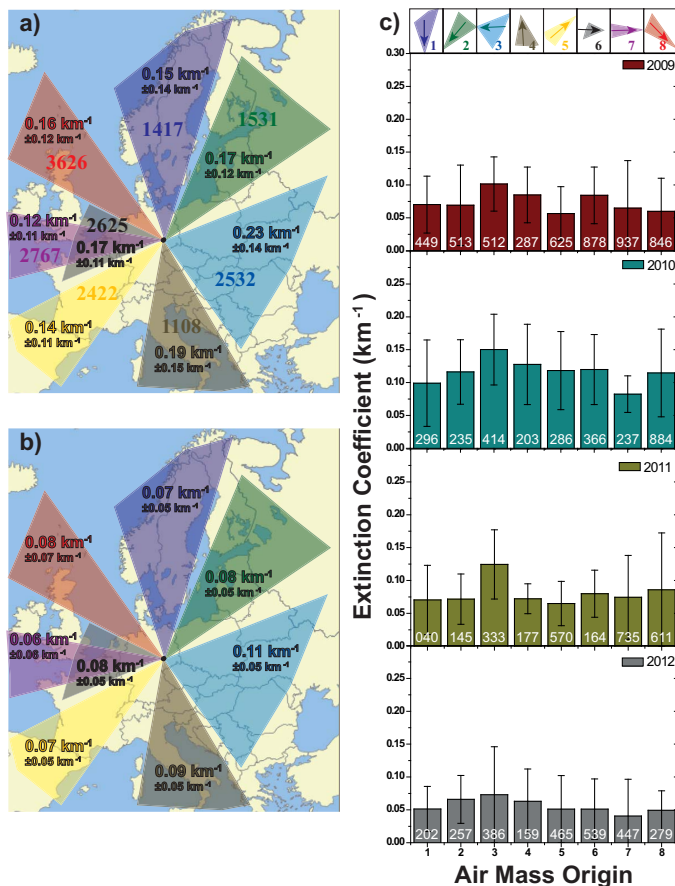 a)
0.15 km-1
±0.14 km-1
1417
1531
0.17 km-1
±0.12 km-1
0.16 km-1
±0.12 km-1
3626
0.12 km-1
±0.11 km-1
2767
2625
0.17 km-1
±0.11 km-1
0.23 km-1
±0.14 km-1
2532
2422
0.14 km-1
±0.11 km-1
1108
0.19 km-1
±0.15 km-1
b)
0.07 km-1
±0.05 km-1
0.08 km-1
±0.07 km-1
0.08 km-1
±0.05 km-1
0.06 km-1
±0.06 km-1
0.08 km-1
±0.05 km-1
0.11 km-1
±0.05 km-1
0.07 km-1
±0.05 km-1
0.09 km-1
±0.05 km-1
c)
1 2 3 4 5 6 7 8
Extinction Coefficient (km-1)
0.30
0.25
0.20
0.15
0.10
0.05
0.00
2009
449 513 512 287 625 878 937 846
0.25
0.20
0.15
0.10
0.05
0.00
2010
296 235 414 203 286 366 237 884
0.25
0.20
0.15
0.10
0.05
0.00
2011
040 145 333 177 570 164 735 611
0.25
0.20
0.15
0.10
0.05
0.00
2012
202 257 386 159 465 539 447 279
1 2 3 4 5 6 7 8
Air Mass Origin